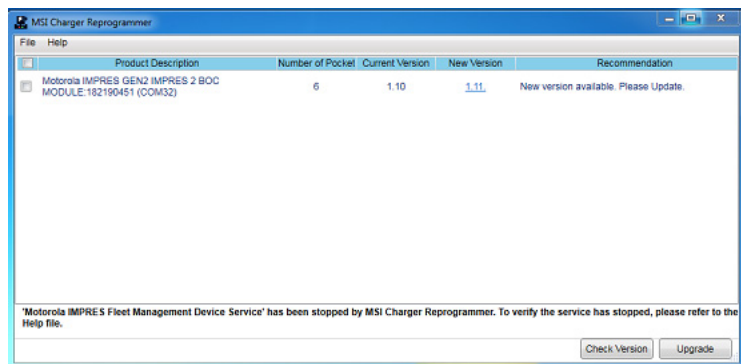 MSI Charger Reprogrammer
File Help
Product Description Number of Pocket Current Version New Version Recommendation
Motorola IMPRES GEN2 IMPRES 2 BOC
MODULE:182190451 (COM32) 6 1.10 1.11. New version available. Please Update.
'Motorola IMPRES Fleet Management Device Service' has been stopped by MSI Charger Reprogrammer. To verify the service has stopped, please refer to the
Help file.
Check Version Upgrade